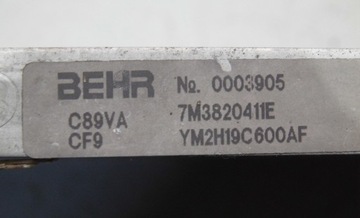 BEHR No. 0003905
C89VA 7M3820411E
CF9 YM2H19C600AF